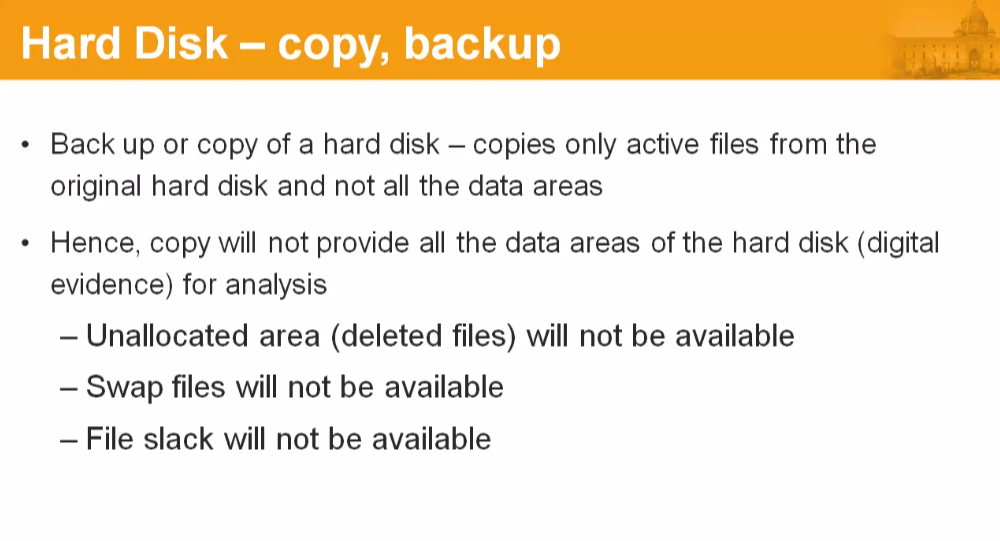 Hard Disk – copy, backup
• Back up or copy of a hard disk – copies only active files from the
original hard disk and not all the data areas
• Hence, copy will not provide all the data areas of the hard disk (digital
evidence) for analysis
– Unallocated area (deleted files) will not be available
– Swap files will not be available
– File slack will not be available